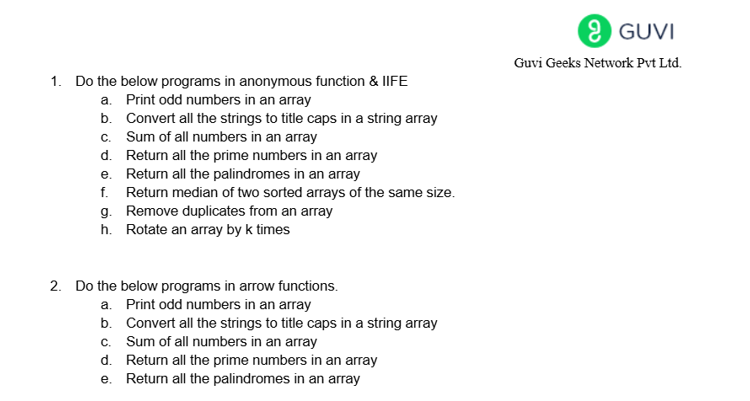 GUVI
Guvi Geeks Network Pvt Ltd.
1. Do the below programs in anonymous function & IIFE
a. Print odd numbers in an array
b. Convert all the strings to title caps in a string array
c. Sum of all numbers in an array
d. Return all the prime numbers in an array
e. Return all the palindromes in an array
f. Return median of two sorted arrays of the same size.
g. Remove duplicates from an array
h. Rotate an array by k times
2. Do the below programs in arrow functions.
a. Print odd numbers in an array
b. Convert all the strings to title caps in a string array
c. Sum of all numbers in an array
d. Return all the prime numbers in an array
e. Return all the palindromes in an array